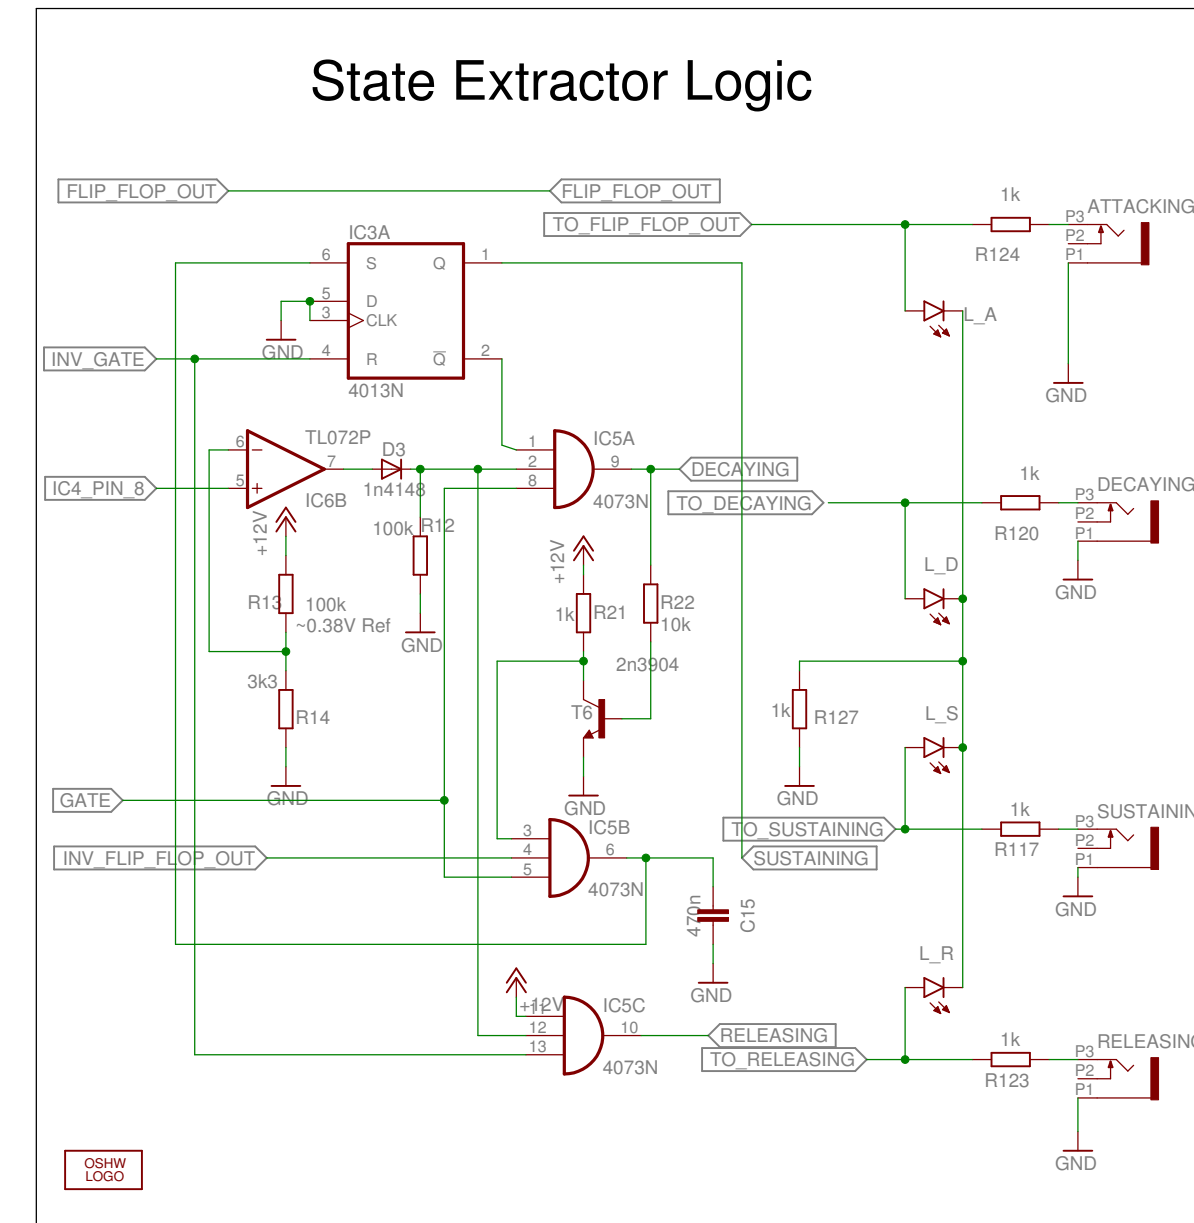 State Extractor Logic
FLIP_FLOP_OUT
FLIP_FLOP_OUT
TO_FLIP_FLOP_OUT
1k
R124
P3
P2
P1
ATTACKING
GND
L_A
IC3A
6
S
Q
1
5
D
3
CLK
4
R
Q
2
4013N
GND
INV_GATE
TL072P
6
5
7
IC6B
IC4_PIN_8
D3
1n4148
1
2
8
9
IC5A
4073N
DECAYING
TO_DECAYING
1k
R120
P3
P2
P1
DECAYING
GND
L_D
+12V
R13
100k
~0.38V Ref
3k3
R14
GND
100k
R12
GND
+12V
1k
R21
R22
10k
2n3904
T6
GND
1k
R127
GND
L_S
GATE
INV_FLIP_FLOP_OUT
3
4
5
6
IC5B
4073N
TO_SUSTAINING
SUSTAINING
1k
R117
P3
P2
P1
SUSTAININ
GND
470n
C15
GND
L_R
+12V
11
12
13
10
IC5C
4073N
RELEASING
TO_RELEASING
1k
R123
P3
P2
P1
RELEASING
GND
OSHW
LOGO